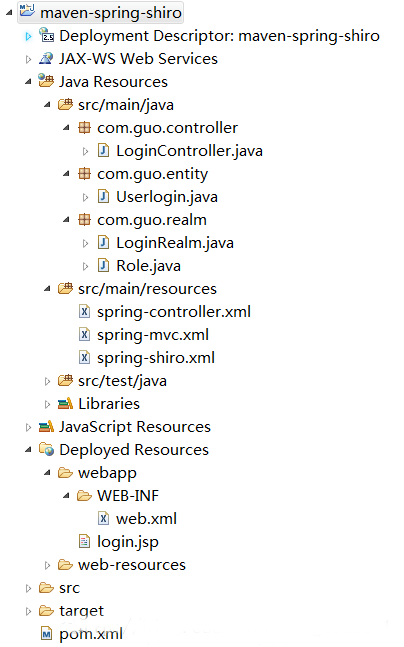 maven-spring-shiro
Deployment Descriptor: maven-spring-shiro
JAX-WS Web Services
Java Resources
src/main/java
com.guo.controller
LoginController.java
com.guo.entity
Userlogin.java
com.guo.realm
LoginRealm.java
Role.java
src/main/resources
spring-controller.xml
spring-mvc.xml
spring-shiro.xml
src/test/java
Libraries
JavaScript Resources
Deployed Resources
webapp
WEB-INF
web.xml
login.jsp
web-resources
src
target
pom.xml